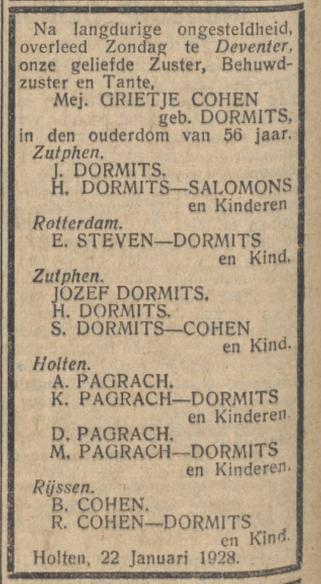 Na langdurige ongesteldheid,
overleed Zondag te Deventer,
onze geliefde Zuster, Behuwd-
zuster en Tante,
Mej. GRIETJE COHEN
geb. DORMITS,
in den ouderdom van 56 jaar.
Zutphen.
J. DORMITS.
H. DORMITS—SALOMONS
en Kinderen
Rotterdam.
E. STEVEN—DORMITS
en Kind.
Zutphen.
JOZEF DORMITS.
H. DORMITS.
S. DORMITS—COHEN
en Kind.
Holten.
A. PAGRACH.
K. PAGRACH—DORMITS
en Kinderen.
D. PAGRACH.
M. PAGRACH—DORMITS
en Kinderen.
Rijssen.
B. COHEN.
R. COHEN—DORMITS
en Kind.
Holten, 22 Januari 1928.